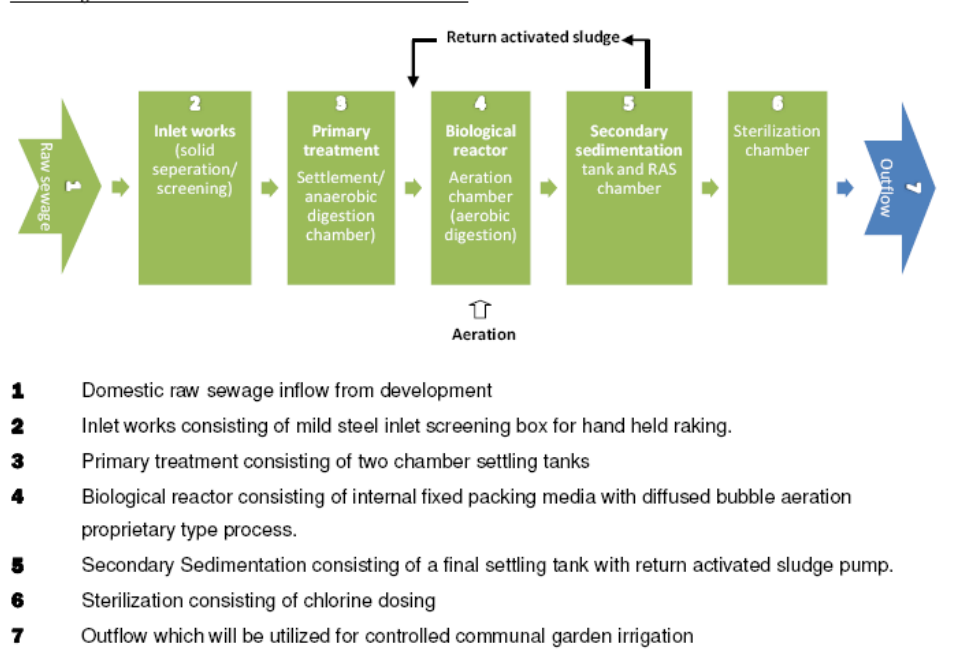 Return activated sludge
Raw sewage
1
2
Inlet works
(solid
seperation/
screening)
3
Primary
treatment
Settlement/
anaerobic
digestion
chamber)
4
Biological
reactor
Aeration
chamber
(aerobic
digestion)
5
Secondary
sedimentation
tank and RAS
chamber
6
Sterilization
chamber
Outflow
7
Aeration
1 Domestic raw sewage inflow from development
2 Inlet works consisting of mild steel inlet screening box for hand held raking.
3 Primary treatment consisting of two chamber settling tanks
4 Biological reactor consisting of internal fixed packing media with diffused bubble aeration
proprietary type process.
5 Secondary Sedimentation consisting of a final settling tank with return activated sludge pump.
6 Sterilization consisting of chlorine dosing
7 Outflow which will be utilized for controlled communal garden irrigation